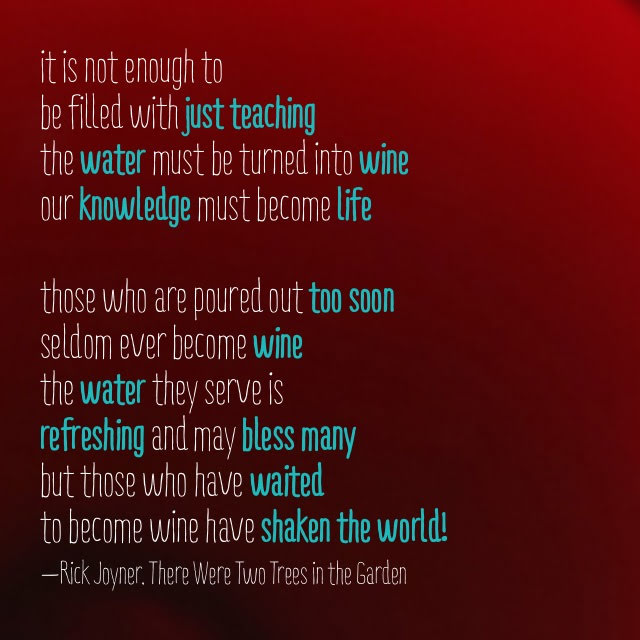 it is not enough to
be filled with just teaching
the water must be turned into wine
our knowledge must become life
those who are poured out too soon
seldom ever become wine
the water they serve is
refreshing and may bless many
but those who have waited
to become wine have shaken the world!
—Rick Joyner, There Were Two Trees in the Garden